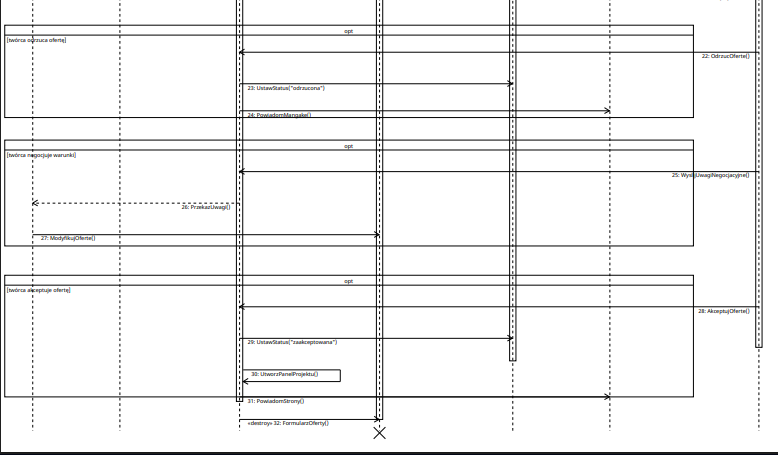 opt
[twórca odrzuca ofertę]
22: OdrzucOferte()
23: UstawStatus("odrzucona")
24: PowiadomMangake()
opt
[twórca negocjuje warunki]
25: WyslijUwagiNegocjacyjne()
26: PrzekazUwagi()
27: ModyfikujOferte()
opt
[twórca akceptuje ofertę]
28: AkceptujOferte()
29: UstawStatus("zaakceptowana")
30: UtworzPanelProjektu()
31: PowiadomStrony()
«destroy» 32: FormularzOferty()